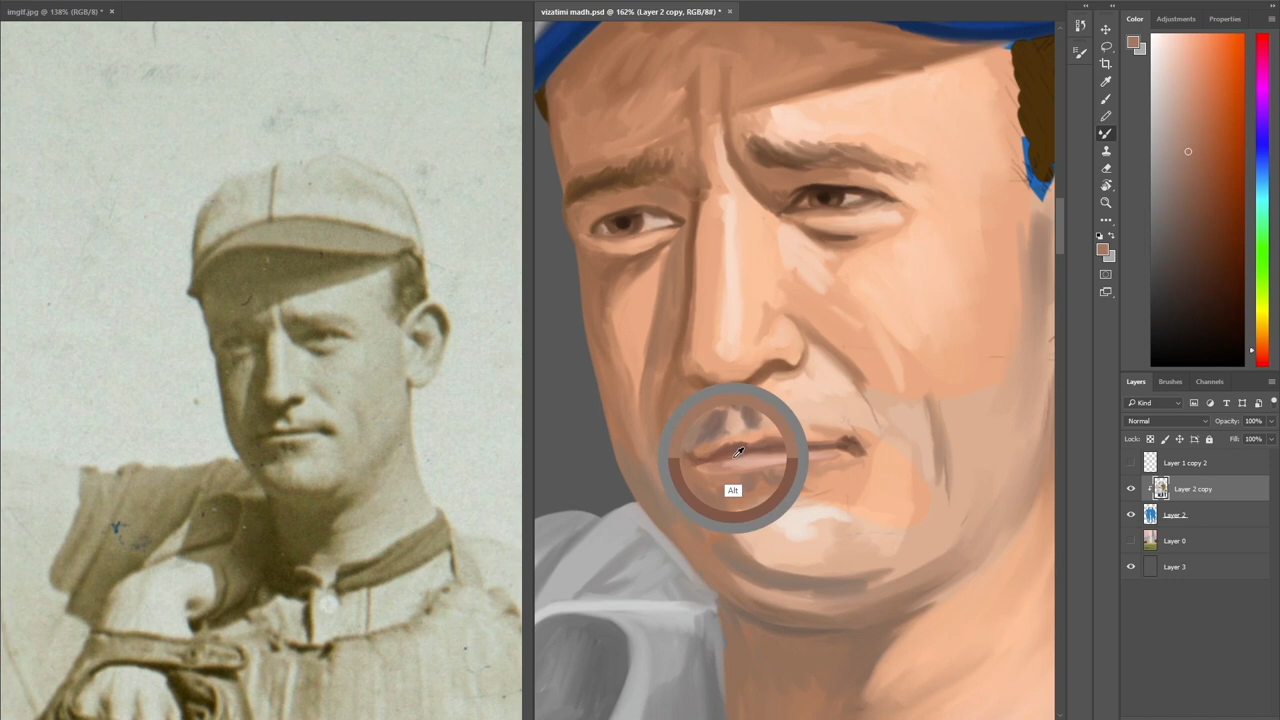 imglf.jpg @ 138% (RGB/8) *
vizatimi madh.psd @ 162% (Layer 2 copy, RGB/8#) *
Color
Adjustments
Properties
Alt
Layers
Brushes
Channels
Kind
Normal
Opacity: 100%
Lock:
Fill: 100%
Layer 1 copy 2
Layer 2 copy
Layer 2
Layer 0
Layer 3